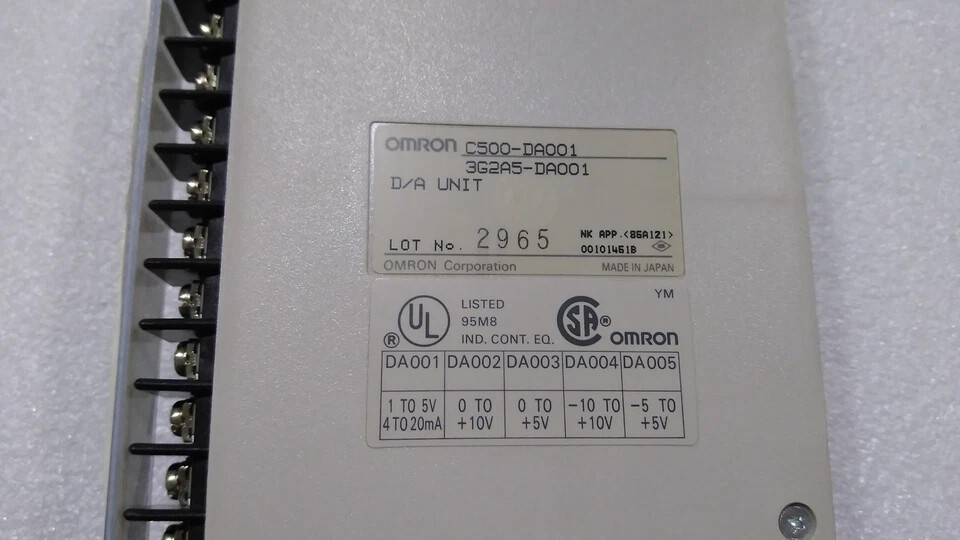 OMRON C500-DA001
3G2A5-DA001
D/A UNIT
LOT No. 2965
NK APP.<85A121>
00101451B
OMRON Corporation MADE IN JAPAN
YM
UL ® LISTED
95M8
IND. CONT. EQ.
SA ® OMRON
DA001 DA002 DA003 DA004 DA005
1 TO 5V 0 TO 0 TO -10 TO -5 TO
4 TO 20mA +10V +5V +10V +5V